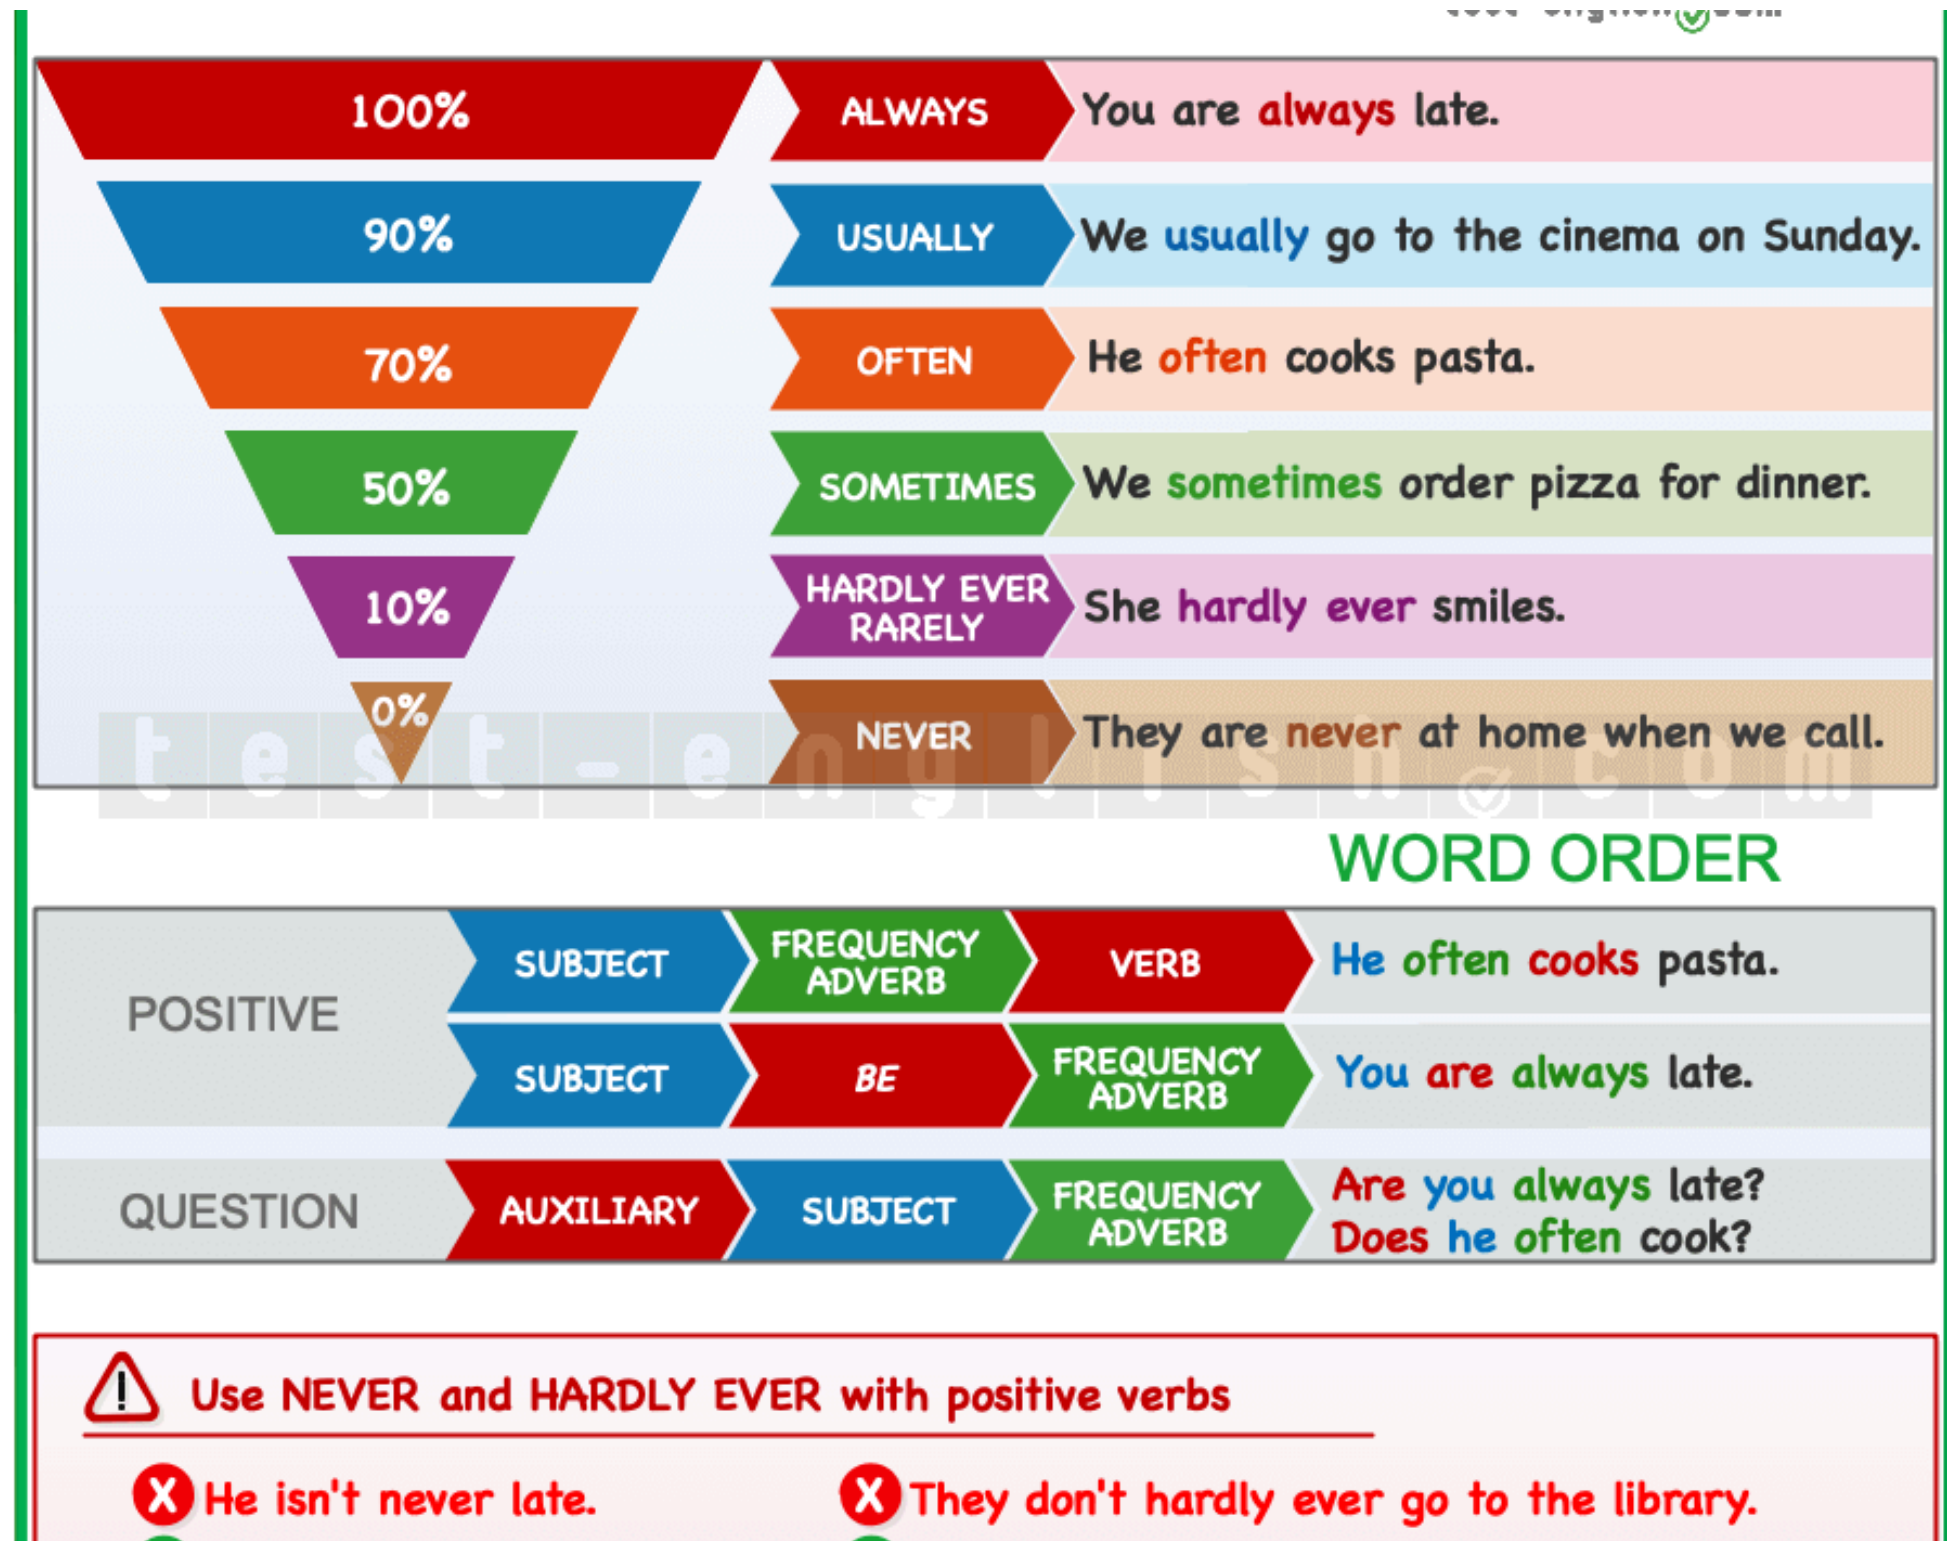 100%
ALWAYS
You are always late.
90%
USUALLY
We usually go to the cinema on Sunday.
70%
OFTEN
He often cooks pasta.
50%
SOMETIMES
We sometimes order pizza for dinner.
10%
HARDLY EVER
RARELY
She hardly ever smiles.
0%
NEVER
They are never at home when we call.
test-english.com
WORD ORDER
POSITIVE
SUBJECT
FREQUENCY
ADVERB
VERB
He often cooks pasta.
SUBJECT
BE
FREQUENCY
ADVERB
You are always late.
QUESTION
AUXILIARY
SUBJECT
FREQUENCY
ADVERB
Are you always late?
Does he often cook?
Use NEVER and HARDLY EVER with positive verbs
X He isn't never late.
X They don't hardly ever go to the library.